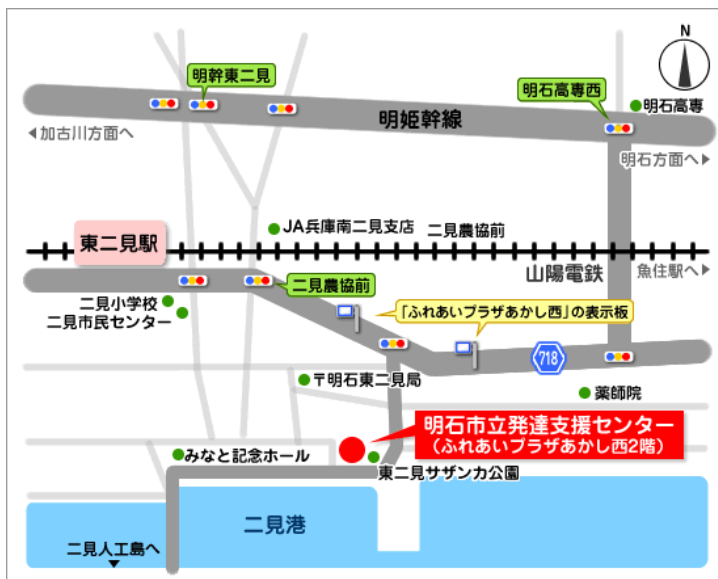 N
明幹東二見
明石高専西
明石高専
明姫幹線
加古川方面へ
明石方面へ
JA兵庫南二見支店
二見農協前
東二見駅
山陽電鉄
魚住駅へ
二見農協前
二見小学校
二見市民センター
「ふれあいプラザあかし西」の表示板
718
〒明石東二見局
薬師院
明石市立発達支援センター
(ふれあいプラザあかし西2階)
みなと記念ホール
東二見サザンカ公園
二見港
二見人工島へ